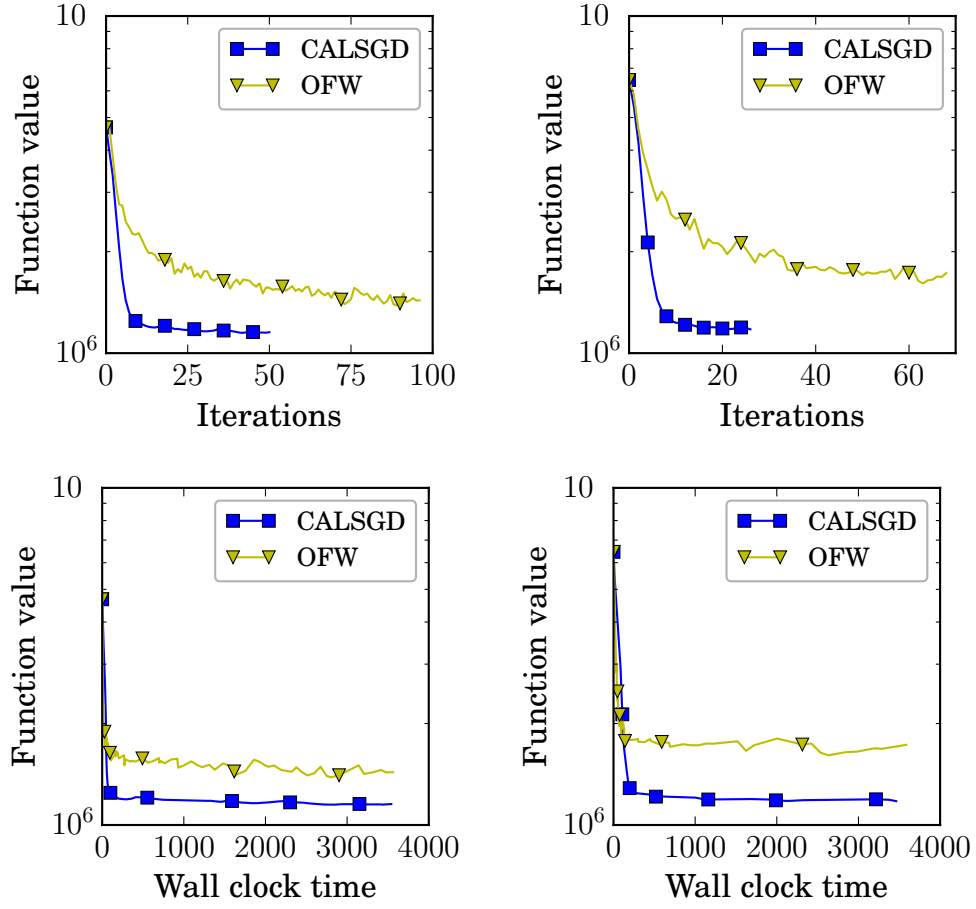 10
CALSGD
OFW
Function value
10^6
0 25 50 75 100
Iterations
10
CALSGD
OFW
Function value
10^6
0 20 40 60
Iterations
10
CALSGD
OFW
Function value
10^6
0 1000 2000 3000 4000
Wall clock time
10
CALSGD
OFW
Function value
10^6
0 1000 2000 3000 4000
Wall clock time